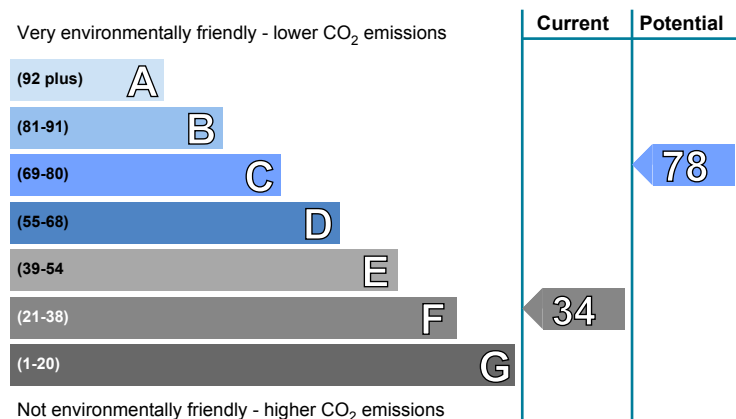 Very environmentally friendly - lower CO2 emissions
Current
Potential
(92 plus) A
(81-91) B
(69-80) C
78
(55-68) D
(39-54 E
(21-38) F
34
(1-20) G
Not environmentally friendly - higher CO2 emissions